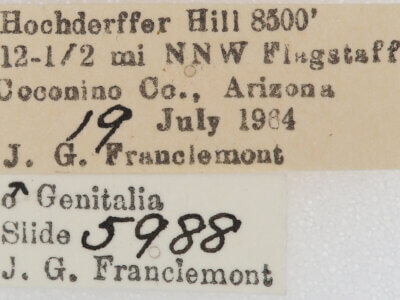 Hochderffer Hill 8500'
12-1/2 mi NNW Flagstaff
Coconino Co., Arizona
19 July 1964
J. G. Franclemont
♂ Genitalia
Slide 5988
J. G. Franclemont